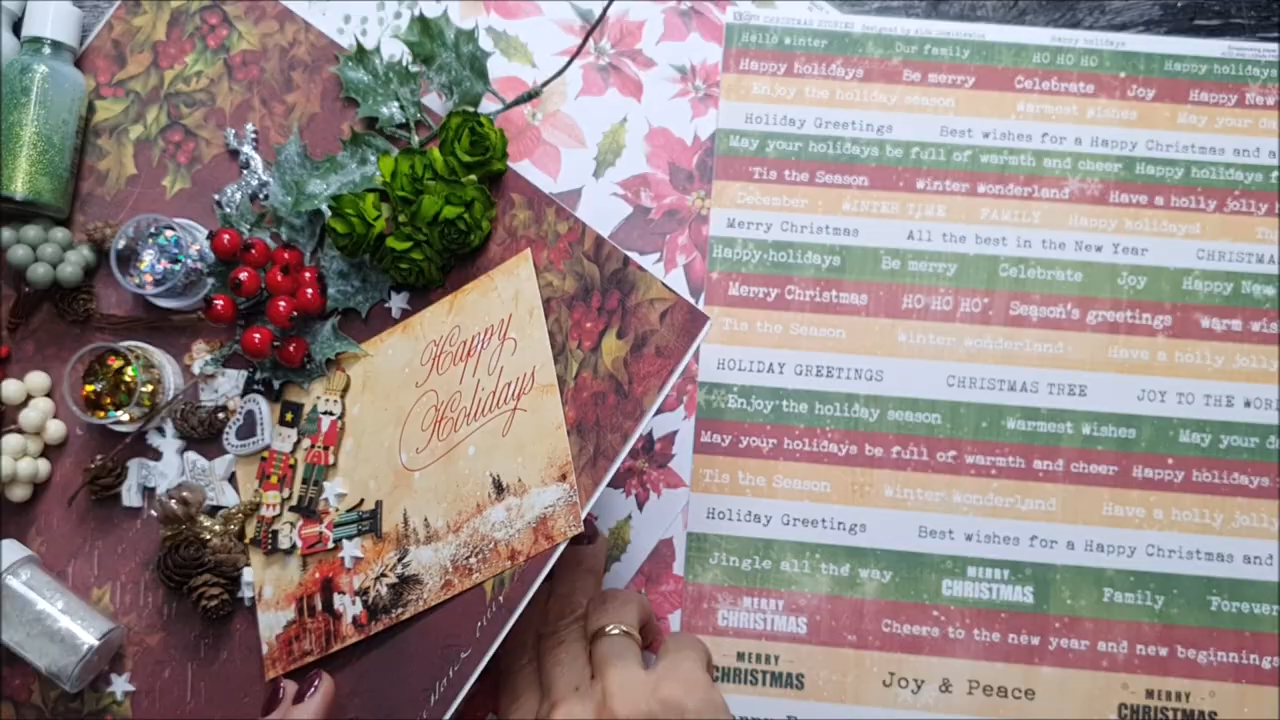 CHRISTMAS STORIES Happy holidays
Hello winter Our family HO HO HO Happy holidays
Happy holidays Be merry Celebrate Joy Happy New
Enjoy the holiday season Warmest wishes May your da
Holiday Greetings Best wishes for a Happy Christmas and a
May your holidays be full of warmth and cheer Happy holidays f
'Tis the Season winter wonderland Have a holly jolly
December WINTER TIME FAMILY Happy holidays!
Merry Christmas All the best in the New Year CHRISTMA
Happy holidays Be merry Celebrate Joy Happy New
Merry Christmas HO HO HO Season's greetings warm wis
'Tis the Season winter wonderland Have a holly jolly
HOLIDAY GREETINGS CHRISTMAS TREE JOY TO THE WORL
Enjoy the holiday season Warmest wishes May your d
May your holidays be full of warmth and cheer Happy holidays
'Tis the Season winter wonderland Have a holly jolly
Holiday Greetings Best wishes for a Happy Christmas and
Jingle all the way MERRY CHRISTMAS Family Forever
MERRY CHRISTMAS Cheers to the new year and new beginnings
MERRY CHRISTMAS Joy & Peace MERRY CHRISTMAS
Happy
Holidays